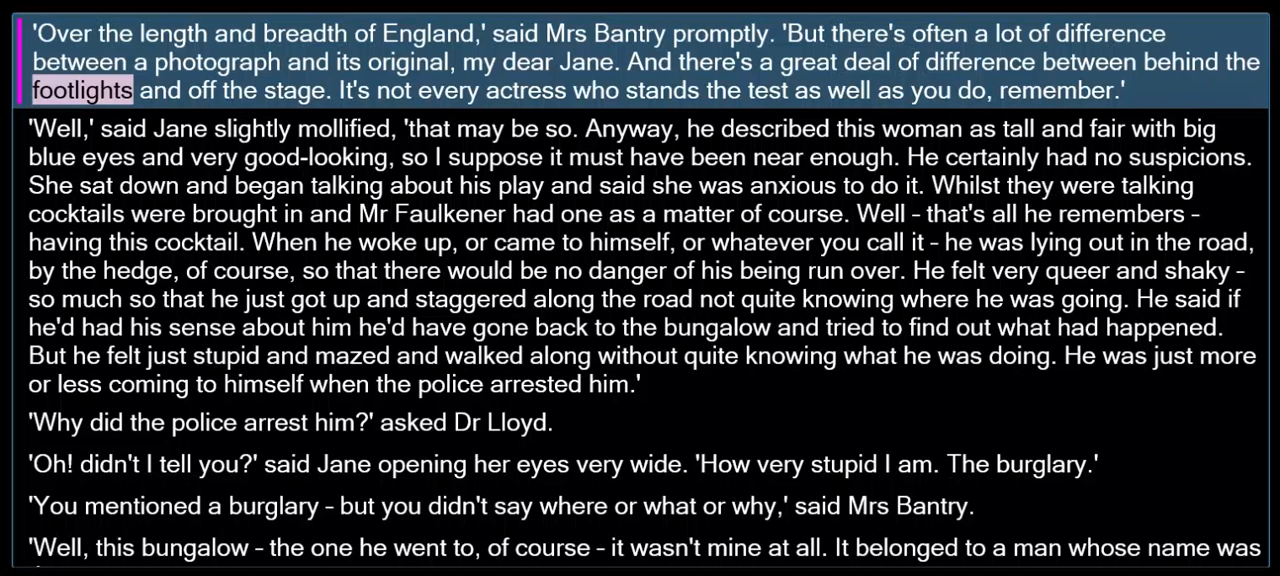 'Over the length and breadth of England,' said Mrs Bantry promptly. 'But there's often a lot of difference
between a photograph and its original, my dear Jane. And there's a great deal of difference between behind the
footlights and off the stage. It's not every actress who stands the test as well as you do, remember.'
'Well,' said Jane slightly mollified, 'that may be so. Anyway, he described this woman as tall and fair with big
blue eyes and very good-looking, so I suppose it must have been near enough. He certainly had no suspicions.
She sat down and began talking about his play and said she was anxious to do it. Whilst they were talking
cocktails were brought in and Mr Faulkener had one as a matter of course. Well – that's all he remembers –
having this cocktail. When he woke up, or came to himself, or whatever you call it – he was lying out in the road,
by the hedge, of course, so that there would be no danger of his being run over. He felt very queer and shaky –
so much so that he just got up and staggered along the road not quite knowing where he was going. He said if
he'd had his sense about him he'd have gone back to the bungalow and tried to find out what had happened.
But he felt just stupid and mazed and walked along without quite knowing what he was doing. He was just more
or less coming to himself when the police arrested him.'
'Why did the police arrest him?' asked Dr Lloyd.
'Oh! didn't I tell you?' said Jane opening her eyes very wide. 'How very stupid I am. The burglary.'
'You mentioned a burglary – but you didn't say where or what or why,' said Mrs Bantry.
'Well, this bungalow – the one he went to, of course – it wasn't mine at all. It belonged to a man whose name was